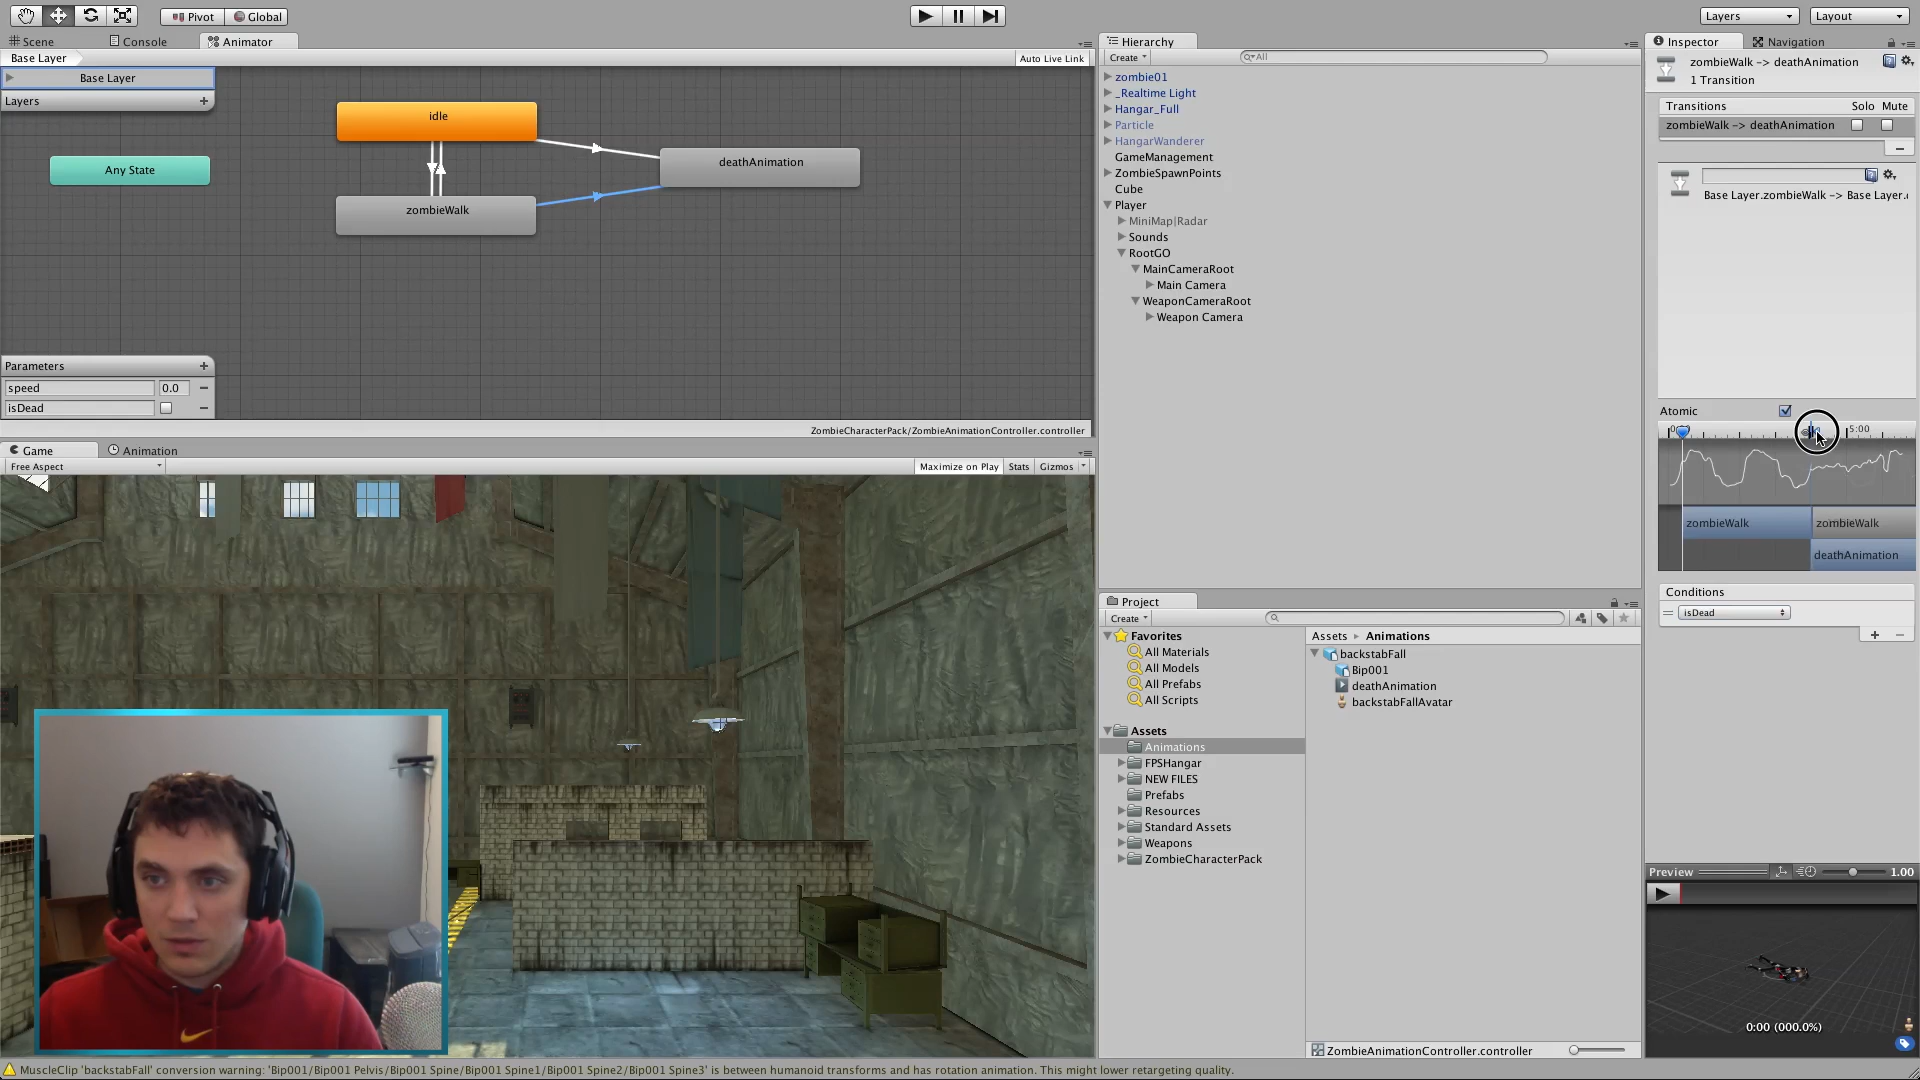 Pivot
Global
Layers
Layout
Scene
Console
Animator
Base Layer
Auto Live Link
Base Layer
Layers
idle
Any State
deathAnimation
zombieWalk
Parameters
speed
0.0
isDead
ZombieCharacterPack/ZombieAnimationController.controller
Game
Animation
Free Aspect
Maximize on Play
Stats
Gizmos
Hierarchy
Create
All
zombie01
_Realtime Light
Hangar_Full
Particle
HangarWanderer
GameManagement
ZombieSpawnPoints
Cube
Player
MiniMap|Radar
Sounds
RootGO
MainCameraRoot
Main Camera
WeaponCameraRoot
Weapon Camera
Project
Create
Favorites
All Materials
All Models
All Prefabs
All Scripts
Assets
Animations
FPSHangar
NEW FILES
Prefabs
Resources
Standard Assets
Weapons
ZombieCharacterPack
Assets
Animations
backstabFall
Bip001
deathAnimation
backstabFallAvatar
ZombieAnimationController.controller
Inspector
Navigation
zombieWalk -> deathAnimation
1 Transition
Transitions
Solo
Mute
zombieWalk -> deathAnimation
Base Layer.zombieWalk -> Base Layer.
Atomic
5:00
zombieWalk
zombieWalk
deathAnimation
Conditions
isDead
Preview
1.00
0:00 (000.0%)
MuscleClip 'backstabFall' conversion warning: 'Bip001/Bip001 Pelvis/Bip001 Spine/Bip001 Spine1/Bip001 Spine2/Bip001 Spine3' is between humanoid transforms and has rotation animation. This might lower retargeting quality.